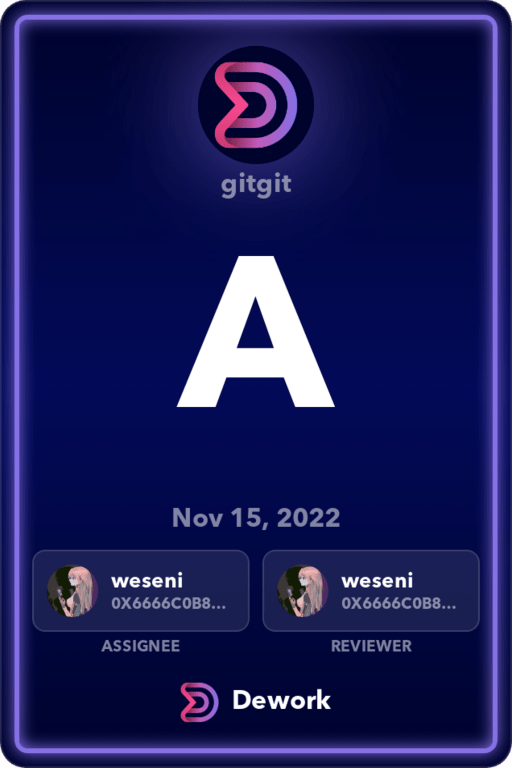 gitgit
A
Nov 15, 2022
weseni
0X6666C0B8...
ASSIGNEE
weseni
0X6666C0B8...
REVIEWER
Dework